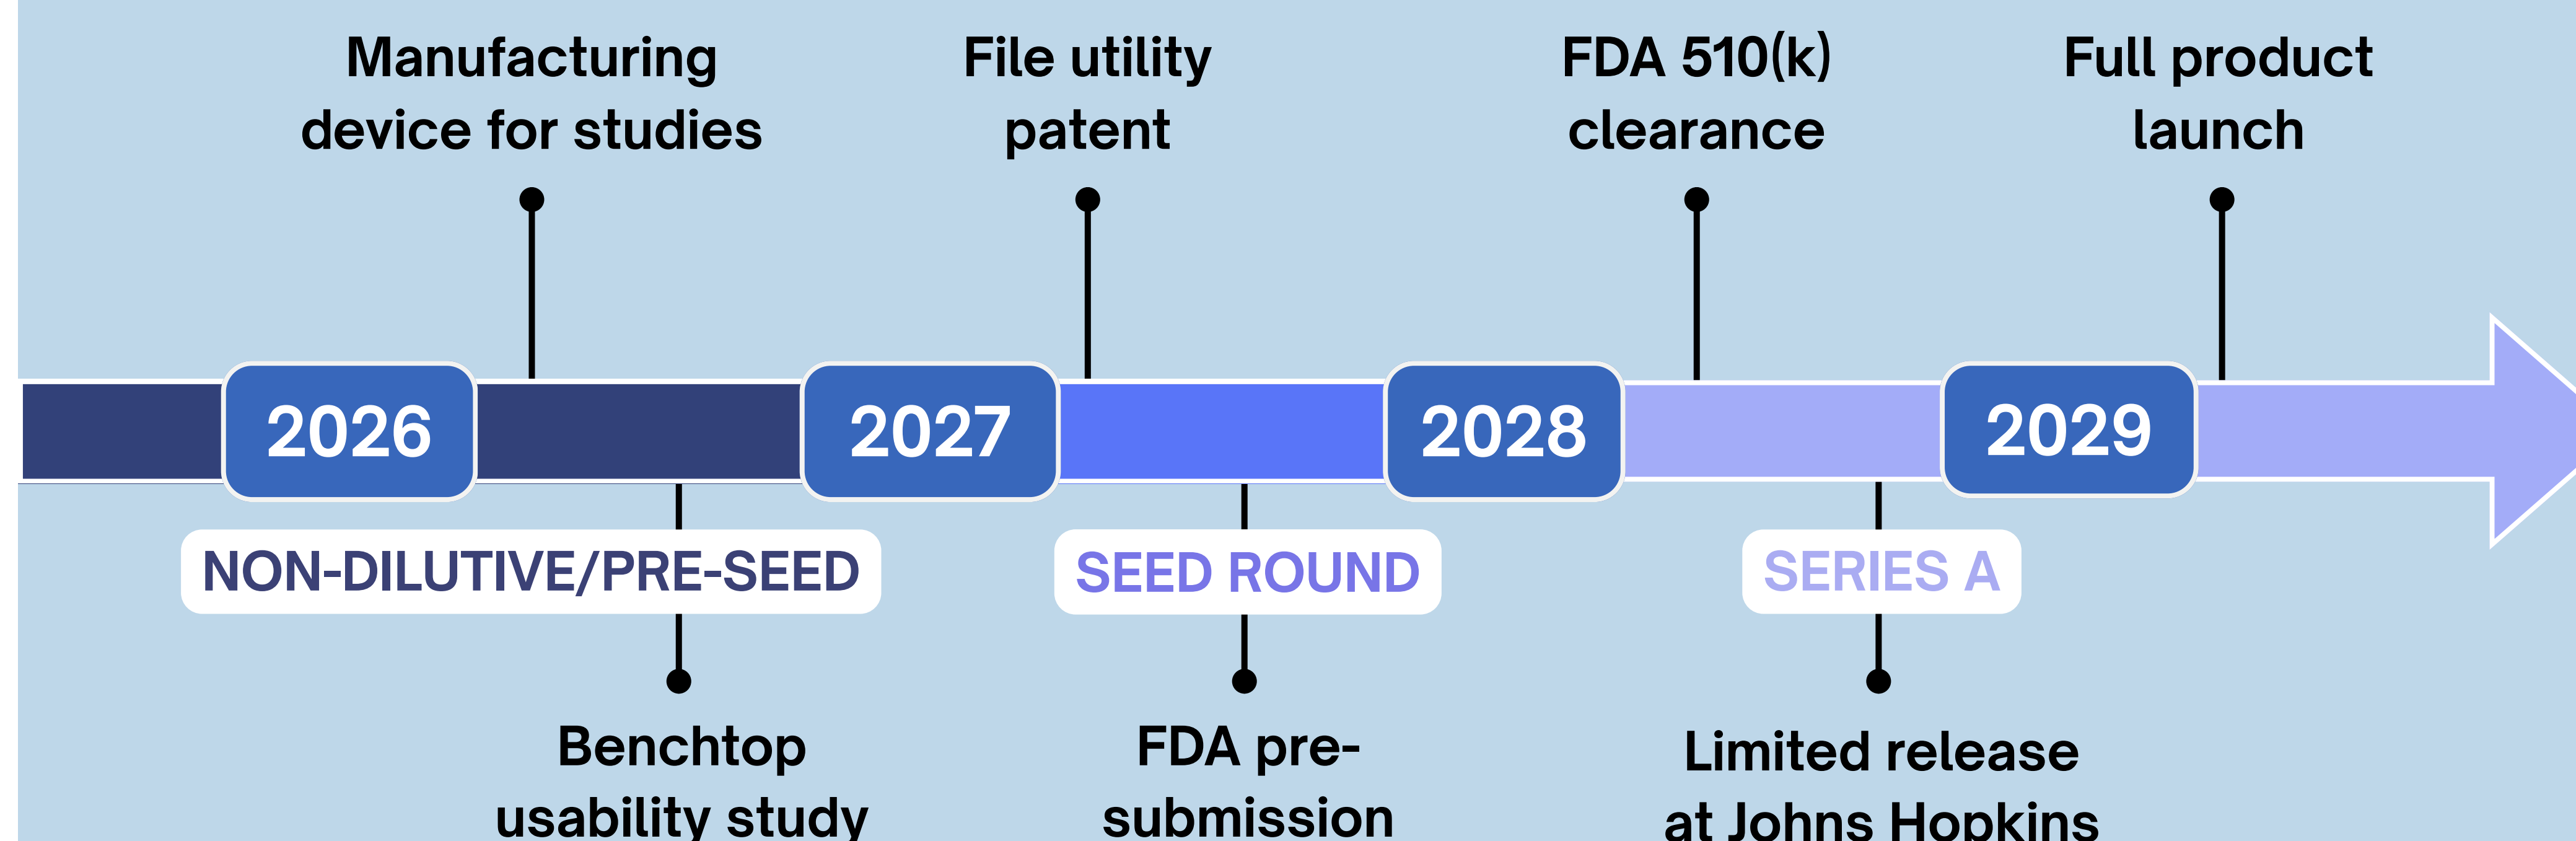 Manufacturing
device for studies
File utility
patent
FDA 510(k)
clearance
Full product
launch
2026
2027
2028
2029
NON-DILUTIVE/PRE-SEED
SEED ROUND
SERIES A
Benchtop
usability study
FDA pre-
submission
Limited release
at Johns Hopkins